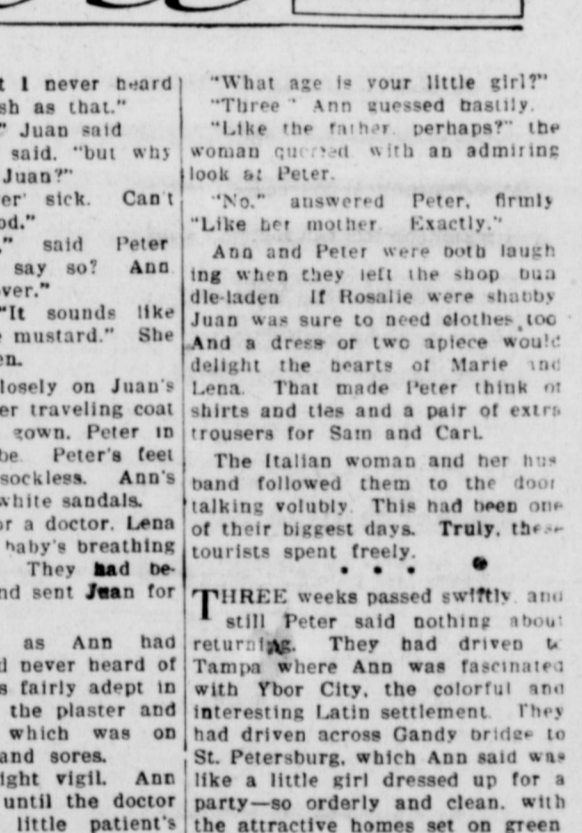 t I never heard
sh as that."
" Juan said
said. "but why
Juan?"
er' sick. Can't
od."
," said Peter
say so? Ann
ver."
"It sounds like
mustard." She
en.
losely on Juan's
er traveling coat
gown. Peter in
be. Peter's feet
sockless. Ann's
white sandals.
or a doctor. Lena
baby's breathing
They had be-
nd sent Juan for
as Ann had
d never heard of
s fairly adept in
the plaster and
which was on
and sores.
ight vigil. Ann
until the doctor
little patient's
"What age is your little girl?"
"Three" Ann guessed hastily.
"Like the father, perhaps?" the
woman queried with an admiring
look at Peter.
"No." answered Peter, firmly
"Like her mother. Exactly."
Ann and Peter were both laugh
ing when they left the shop bun
dle-laden If Rosalie were shabby
Juan was sure to need clothes, too
And a dress or two apiece would
delight the hearts of Marie and
Lena. That made Peter think of
shirts and ties and a pair of extra
trousers for Sam and Carl.
The Italian woman and her hus
band followed them to the door
talking volubly. This had been one
of their biggest days. Truly, these
tourists spent freely.
• • •
THREE weeks passed swiftly and
still Peter said nothing about
returning. They had driven to
Tampa where Ann was fascinated
with Ybor City, the colorful and
interesting Latin settlement. They
had driven across Gandy bridge to
St. Petersburg, which Ann said was
like a little girl dressed up for a
party—so orderly and clean, with
the attractive homes set on green